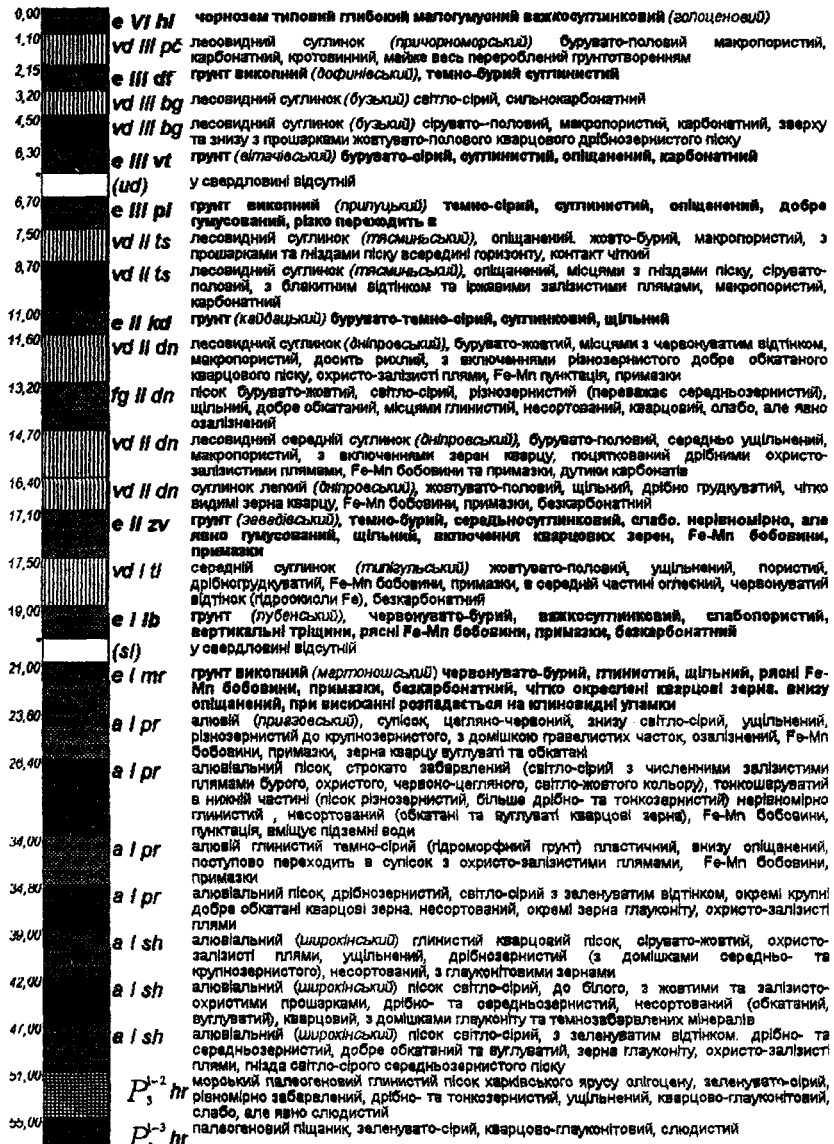 0,00
e VI hl чорнозем типовий глибокий малогумусний важкосуглинковий (голоценовий)
1,10
vd III pč лесовидний суглинок (причорноморський) бурувато-половий макропористий,
карбонатний, кротовинний, майже весь перероблений ґрунтотворенням
2,15
e III df ґрунт викопний (дофинівський), темно-бурий суглинистий
3,20
vd III bg лесовидний суглинок (бузький) світло-сірий, сильнокарбонатний
4,50
vd III bg лесовидний суглинок (бузький) сірувато--половий, макропористий, карбонатний, зверху
та знизу з прошарками жовтувато-полового кварцового дрібнозернистого піску
6,30
e III vt ґрунт (вітачівський) бурувато-сірий, суглинистий, опіщанений, карбонатний
(ud) у свердловині відсутній
6,70
e III pl ґрунт викопний (прилуцький) темно-сірий, суглинистий, опіщанений, добре
гумусований, різко переходить в
7,50
vd II ts лесовидний суглинок (тясминьський), опіщанений. жовто-бурий, макропористий, з
прошарками та гніздами піску всередині горизонту, контакт чіткий
8,70
vd II ts лесовидний суглинок (тясминьський), опіщанений, місцями з гніздами піску, сірувато-
половий, з блакитним відтінком та іржавими залізистими плямами, макропористий,
карбонатний
11,00
e II kd ґрунт (кайдацький) бурувато-темно-сірий, суглинковий, щільний
11,60
vd II dn лесовидний суглинок (дніпровський), бурувато-жовтий, місцями з червонуватим відтінком,
макропористий, досить рихлий, з включеннями різнозернистого добре обкатаного
кварцового піску, охристо-залізисті плями, Fe-Mn пунктація, примазки
13,20
fg II dn пісок бурувато-жовтий, світло-сірий, різнозернистий (переважає середньозернистий),
щільний, добре обкатаний, місцями глинистий, несортований, кварцовий, слабо, але явно
озалізнений
14,70
vd II dn лесовидний середній суглинок (дніпровський), бурувато-половий, середньо ущільнений,
макропористий, з включеннями зерен кварцу, поцяткований дрібними охристо-
залізистими плямами, Fe-Mn бобовини та примазки, дутики карбонатів
16,40
vd II dn суглинок легкий (дніпровський), жовтувато-половий, щільний, дрібно грудкуватий, чітко
видимі зерна кварцу, Fe-Mn бобовини, примазки, безкарбонатний
17,10
e II zv ґрунт (завадівський), темно-бурий, середньосуглинковий, слабо. нерівномірно, але
явно гумусований, щільний, включення кварцових зерен, Fe-Mn бобовини,
примазки
17,50
vd I tl середній суглинок (тилігульський) жовтувато-половий, ущільнений, пористий,
дрібногрудкуватий, Fe-Mn бобовини, примазки, в середній частині оглеєний, червонуватий
відтінок (гідроокиоли Fe), безкарбонатний
19,00
e I lb ґрунт (лубенський), червонувато-бурий, важкосуглинковий, слабопористий,
вертикальні тріщини, рясні Fe-Mn бобовини, примазки, безкарбонатний
(sl) у свердловині відсутній
21,00
e I mr ґрунт викопний (мартоношський) червонувато-бурий, глинистий, щільний, рясні Fe-
Mn бобовини, примазки, безкарбонатний, чітко окреслені кварцові зерна. внизу
опіщанений, при висиханні розпадається на клиновидні уламки
23,60
a I pr алювій (приазовський), супісок, цегляно-червоний, знизу світло-сірий, ущільнений,
різнозернистий до крупнозернистого, з домішкою гравелистих часток, озалізнений, Fe-Mn
бобовини, примазки, зерна кварцу вуглуваті та обкатані
26,40
a I pr алювіальний пісок, строкато забарвлений (світло-сірий з численними залізистими
плямами бурого, охристого, червоно-цегляного, світло-жовтого кольору), тонкошаруватий
в нижній частині (пісок різнозернистий, більше дрібно- та тонкозернистий) нерівномірно
глинистий , несортований (обкатані та вуглуваті кварцові зерна), Fe-Mn бобовини,
пунктація, вміщує підземні води
34,00
a I pr алювій глинистий темно-сірий (гідроморфний ґрунт) пластичний, внизу опіщанений,
поступово переходить в супісок з охристо-залізистими плямами, Fe-Mn бобовини,
примазки
34,80
a I pr алювіальний пісок, дрібнозернистий, світло-сірий з зеленуватим відтінком, окремі крупні
добре обкатані кварцові зерна. несортований, окремі зерна глауконіту, охристо-залізисті
плями
39,00
a I sh алювіальний (широкінський) глинистий кварцовий пісок, сірувато-жовтий, охристо-
залізисті плями, ущільнений, дрібнозернистий (з домішками середньо- та
крупнозернистого), несортований, з глауконітовими зернами
42,00
a I sh алювіальний (широкінський) пісок світло-сірий, до білого, з жовтими та залізисто-
охристими прошарками, дрібно- та середньозернистий, несортований (обкатаний,
вуглуватий), кварцовий, з домішками глауконіту та темнозабарвлених мінералів
47,00
a I sh алювіальний (широкінський) пісок світло-сірий, з зеленуватим відтінком. дрібно- та
середньозернистий, добре обкатаний та вуглуватий, зерна глауконіту, охристо-залізисті
плями, гнізда світло-сірого середньозернистого піску
51,00
P₃¹⁻² hr морський палеогеновий глинистий пісок харківського ярусу олігоцену, зеленувато-сірий,
рівномірно забарвлений, дрібно- та тонкозернистий, ущільнений, кварцово-глауконітовий,
слабо, але явно слюдистий
55,00
hr палеогеновий піщаник, зеленувато-сірий, кварцово-глауконітовий, слюдистий